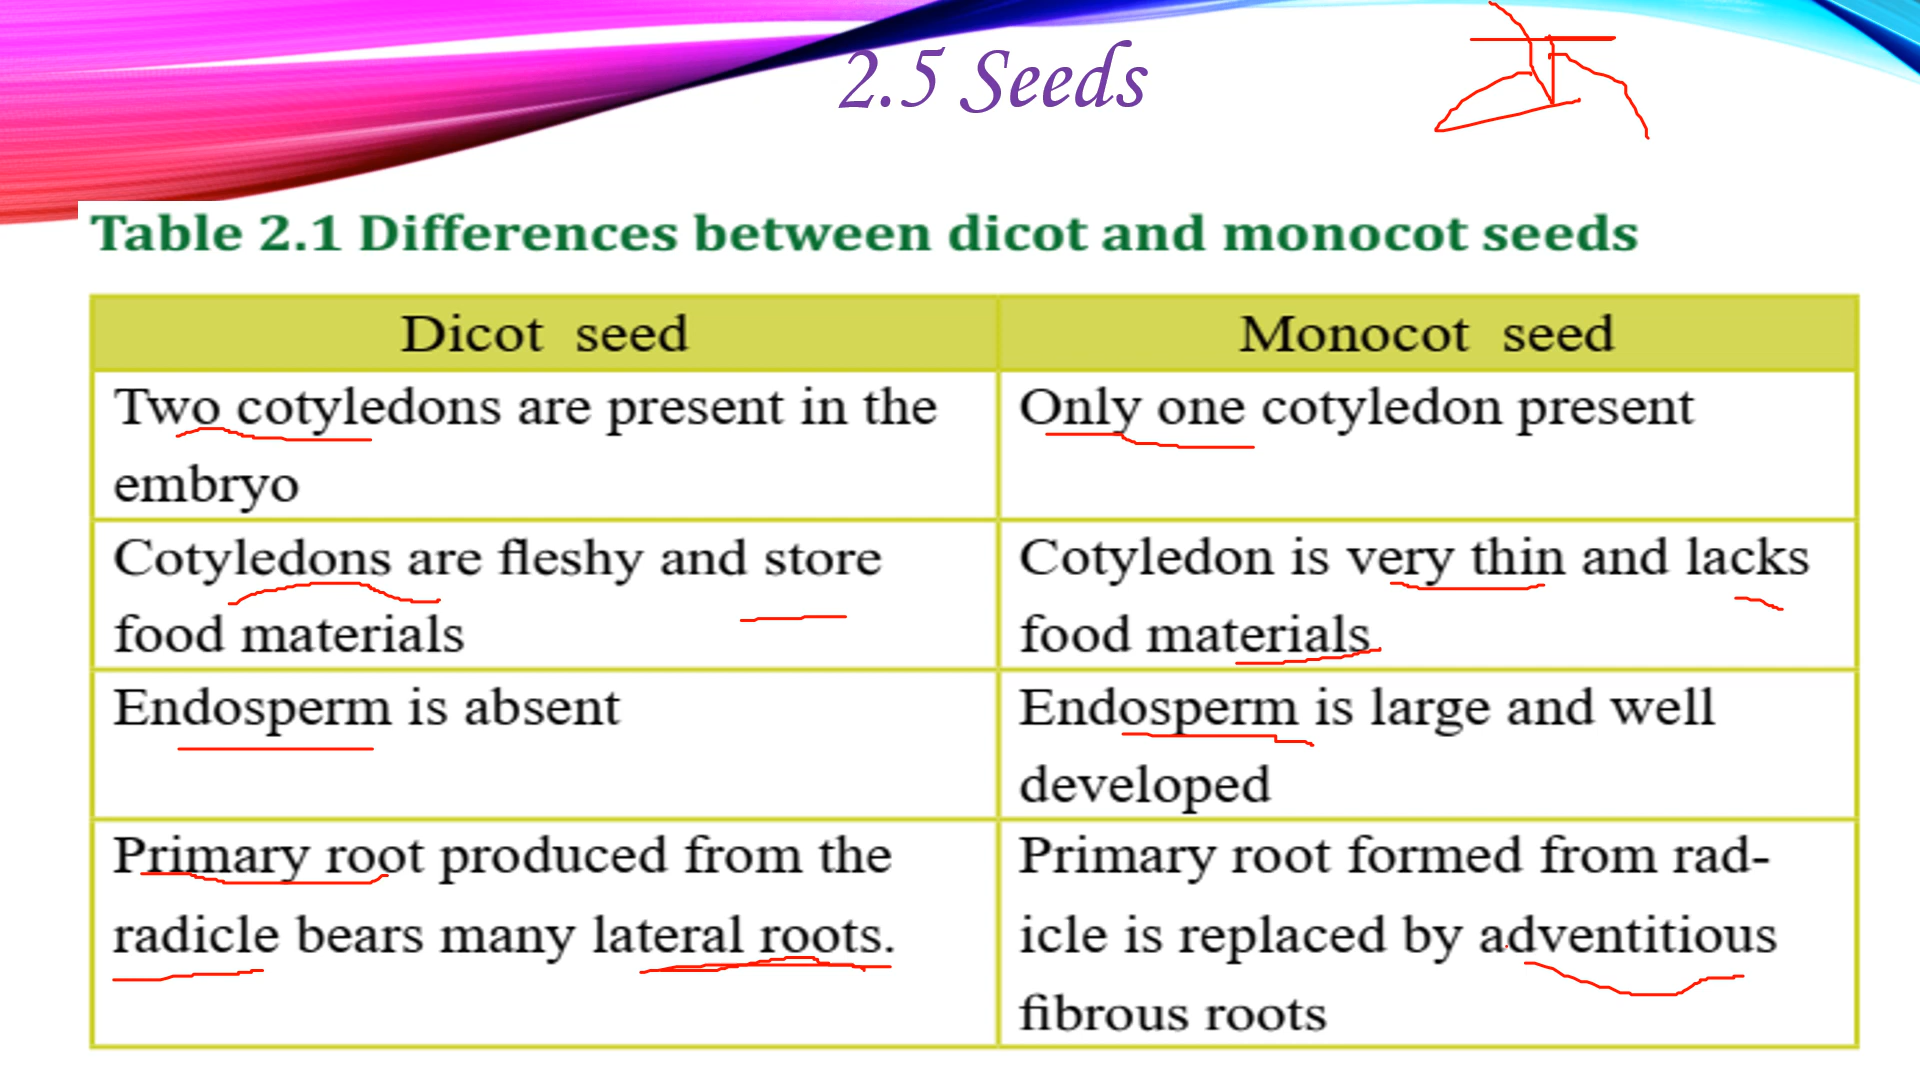 2.5 Seeds
Table 2.1 Differences between dicot and monocot seeds
Dicot seed
Monocot seed
Two cotyledons are present in the
embryo
Only one cotyledon present
Cotyledons are fleshy and store
food materials
Cotyledon is very thin and lacks
food materials
Endosperm is absent
Endosperm is large and well
developed
Primary root produced from the
radicle bears many lateral roots.
Primary root formed from rad-
icle is replaced by adventitious
fibrous roots